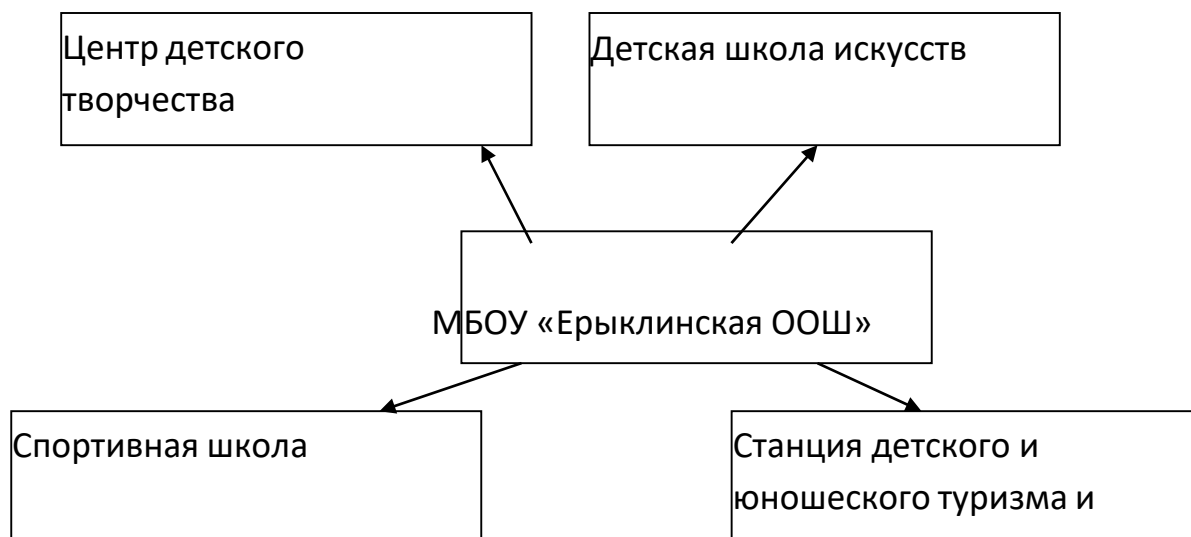 Центр детского
творчества
Детская школа искусств
МБОУ «Ерыклинская ООШ»
Спортивная школа
Станция детского и
юношеского туризма и